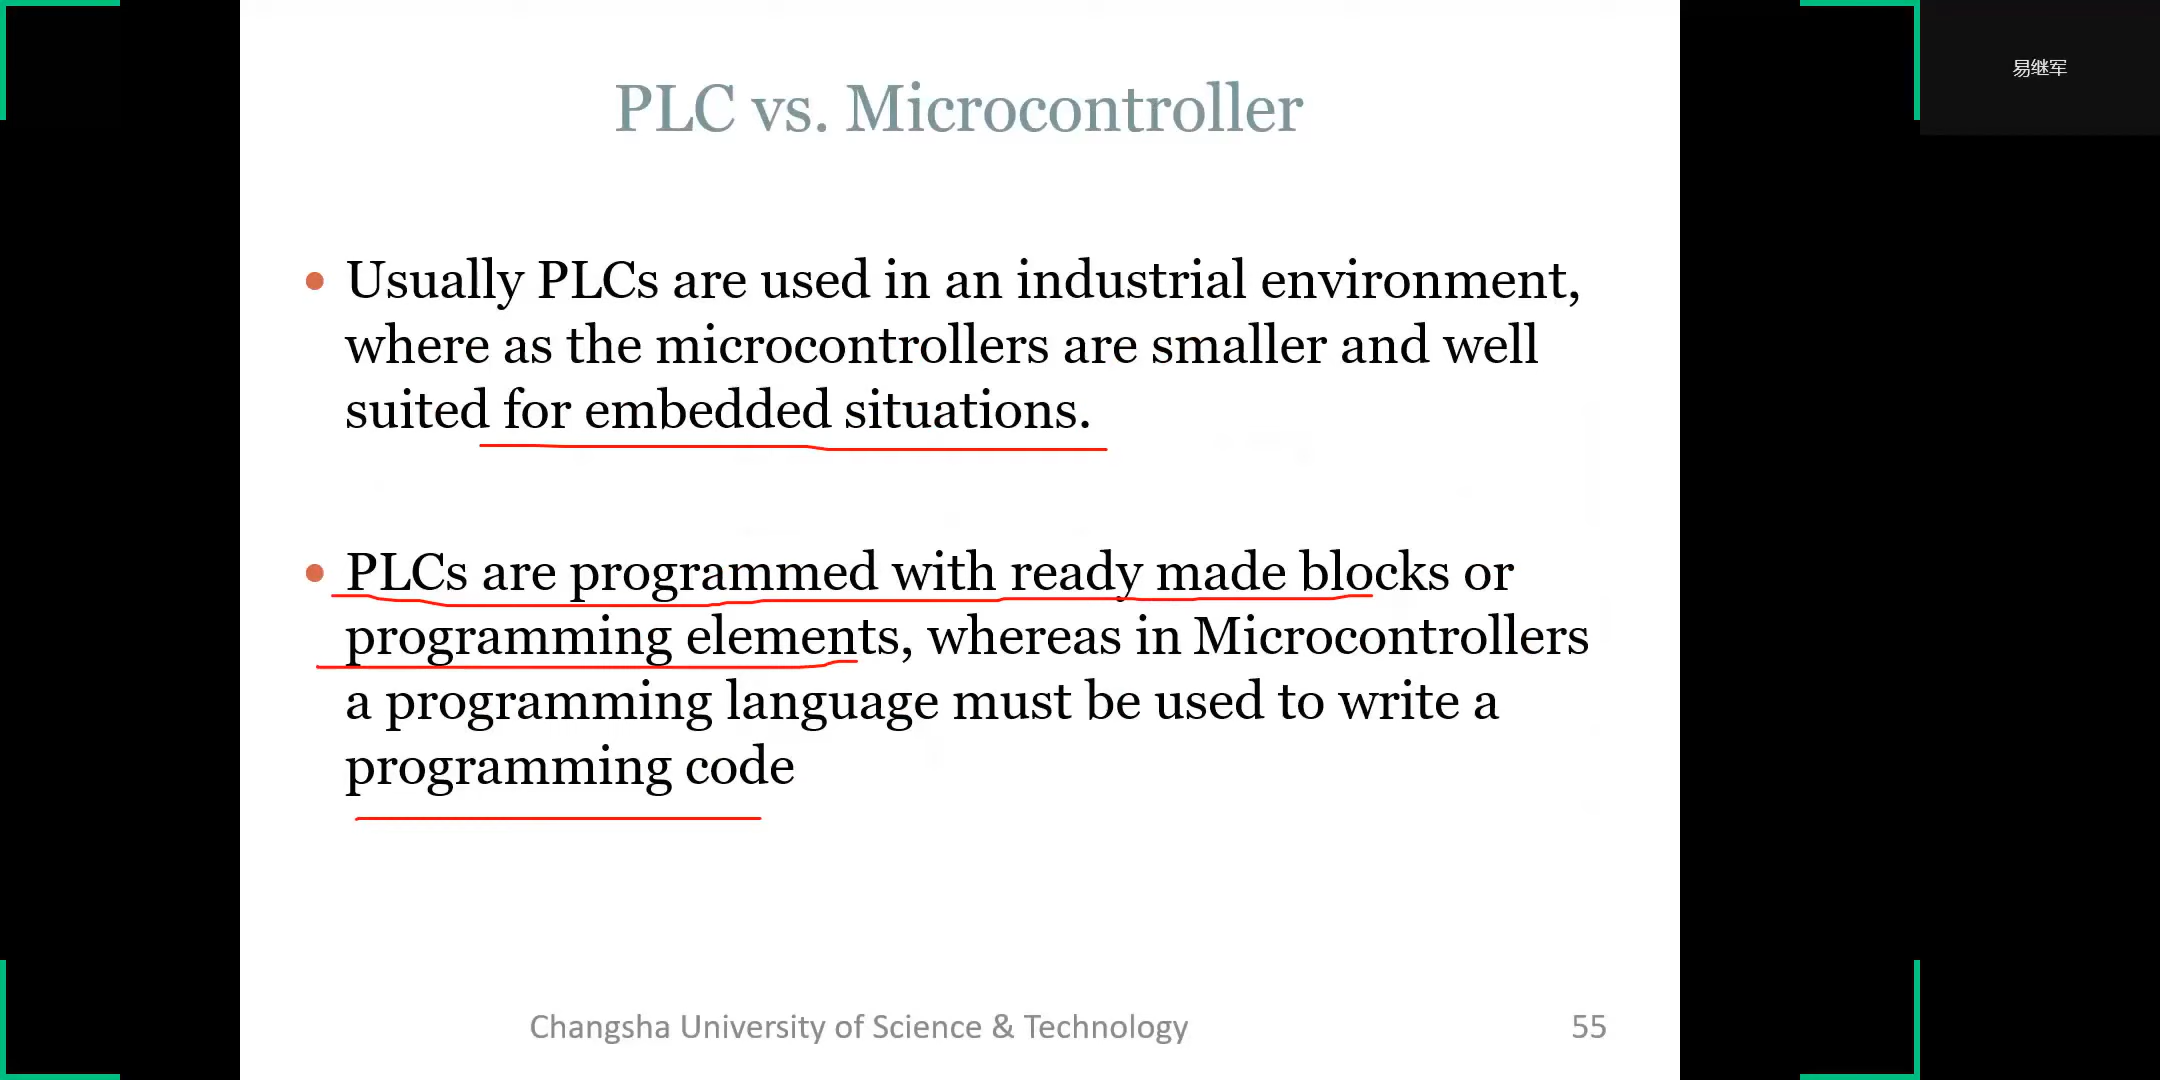 易继军
PLC vs. Microcontroller
• Usually PLCs are used in an industrial environment,
where as the microcontrollers are smaller and well
suited for embedded situations.
• PLCs are programmed with ready made blocks or
programming elements, whereas in Microcontrollers
a programming language must be used to write a
programming code
Changsha University of Science & Technology
55